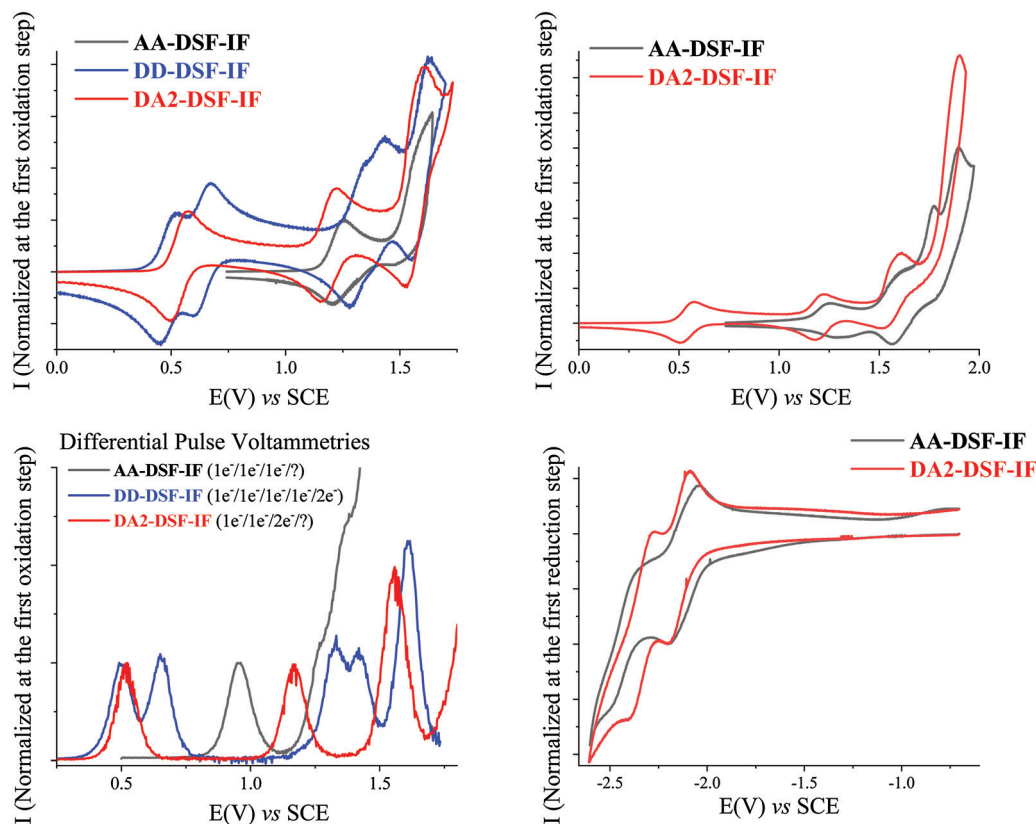 I (Normalized at the first oxidation step)
AA-DSF-IF
DD-DSF-IF
DA2-DSF-IF
0.0 0.5 1.0 1.5
E(V) vs SCE
I (Normalized at the first oxidation step)
AA-DSF-IF
DA2-DSF-IF
0.0 0.5 1.0 1.5 2.0
E(V) vs SCE
Differential Pulse Voltammetries
I (Normalized at the first oxidation step)
AA-DSF-IF (1e⁻/1e⁻/1e⁻/?)
DD-DSF-IF (1e⁻/1e⁻/1e⁻/1e⁻/2e⁻)
DA2-DSF-IF (1e⁻/1e⁻/2e⁻/?)
0.5 1.0 1.5
E(V) vs SCE
I (Normalized at the first reduction step)
AA-DSF-IF
DA2-DSF-IF
-2.5 -2.0 -1.5 -1.0
E(V) vs SCE